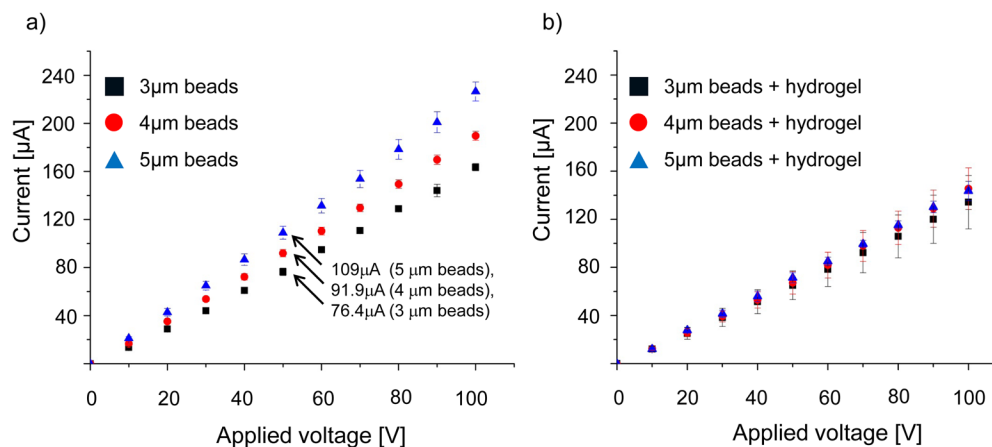 a)
Current [µA]
240
200
160
120
80
40
0 20 40 60 80 100
Applied voltage [V]
3µm beads
4µm beads
5µm beads
109µA (5 µm beads),
91.9µA (4 µm beads),
76.4µA (3 µm beads)
b)
Current [µA]
240
200
160
120
80
40
0 20 40 60 80 100
Applied voltage [V]
3µm beads + hydrogel
4µm beads + hydrogel
5µm beads + hydrogel